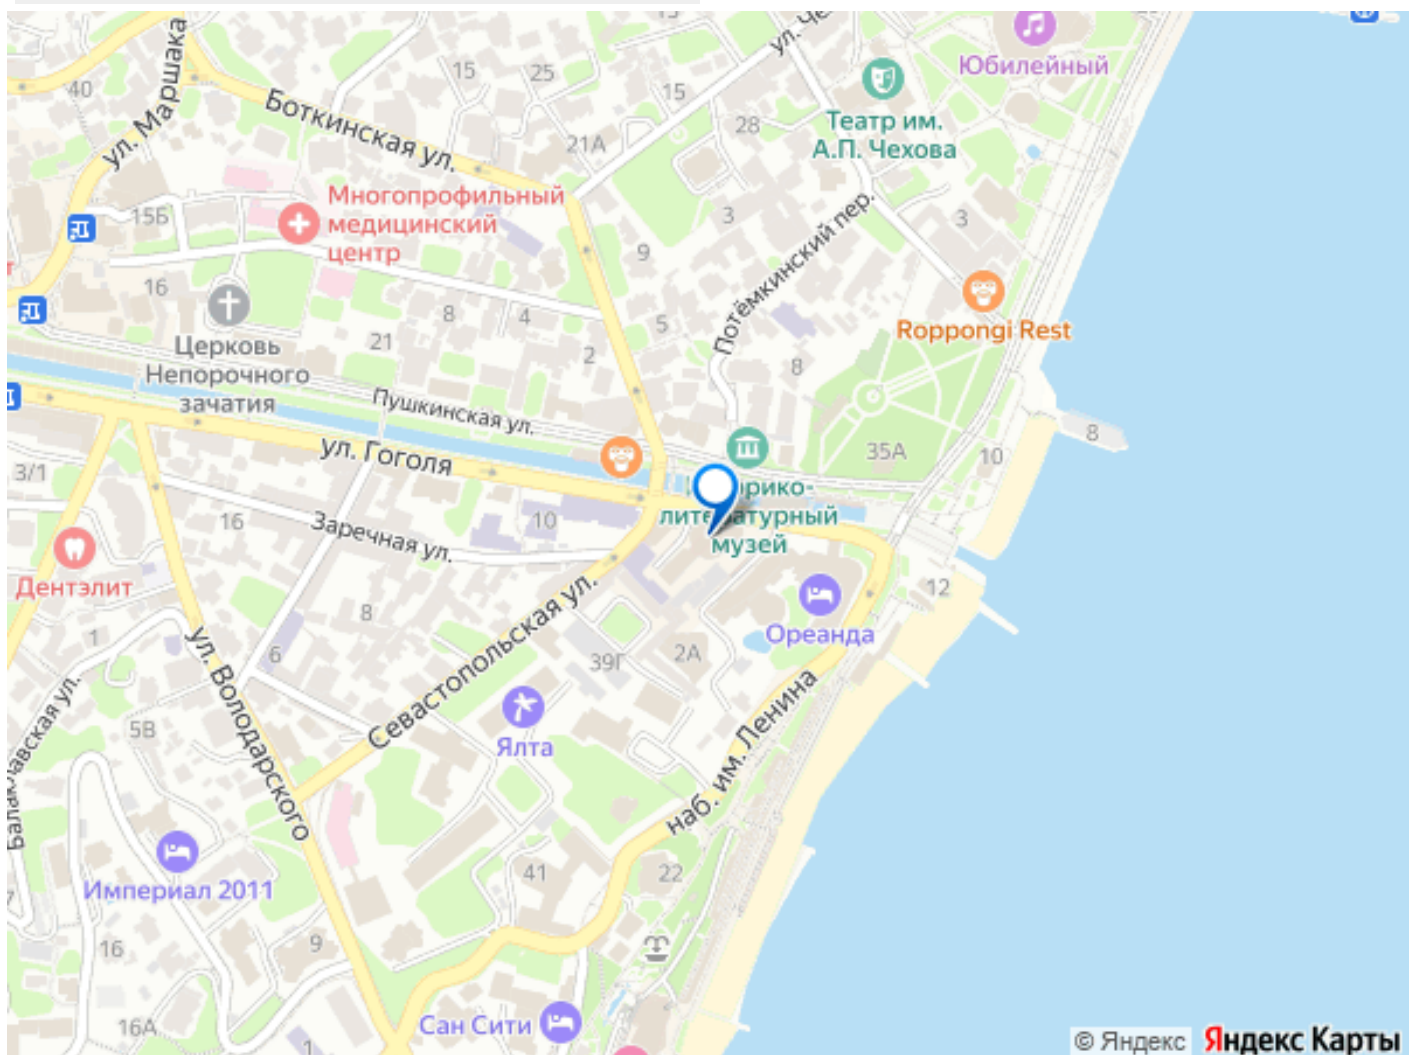 ул. Маршака
40
15
25
15
ул. Че
Юбилейный
Боткинская ул.
21А
28
Театр им.
А.П. Чехова
15Б
Многопрофильный
медицинский
центр
3
3
Потёмкинский пер.
9
16
8
4
5
21
2
8
Церковь
Непорочного
зачатия
Roppongi Rest
Пушкинская ул.
ул. Гоголя
35А
10
8
3/1
16
10
Заречная ул.
литературный
музей
Дентэлит
12
Ореанда
8
1
6
39Г
2А
Севастопольская ул.
ул. Володарского
Ялта
5В
наб. им. Ленина
Империал 2011
41
22
16
9
16А
1
Сан Сити
© Яндекс Яндекс Карты